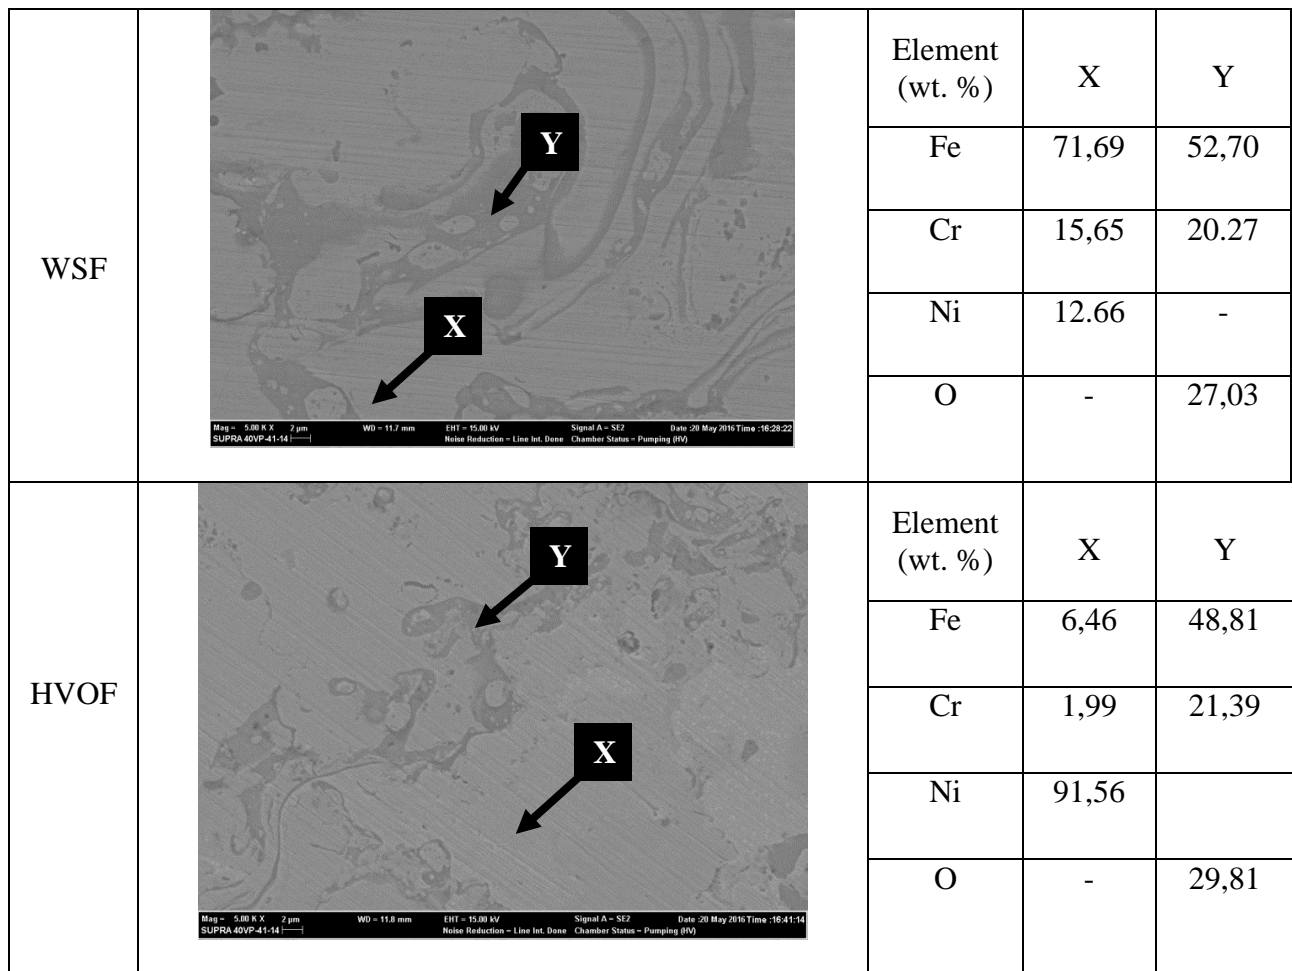 WSF
Y
X
Mag = 5.00 K X 2 µm WD = 11.7 mm EHT = 15.00 kV Signal A = SE2 Date :20 May 2016 Time :16:28:22
SUPRA 40VP-41-14 Noise Reduction = Line Int. Done Chamber Status = Pumping (HV)
Element
(wt. %) X Y
Fe 71,69 52,70
Cr 15,65 20.27
Ni 12.66 -
O - 27,03
HVOF
Y
X
Mag = 5.00 K X 2 µm WD = 11.8 mm EHT = 15.00 kV Signal A = SE2 Date :20 May 2016 Time :16:41:14
SUPRA 40VP-41-14 Noise Reduction = Line Int. Done Chamber Status = Pumping (HV)
Element
(wt. %) X Y
Fe 6,46 48,81
Cr 1,99 21,39
Ni 91,56
O - 29,81